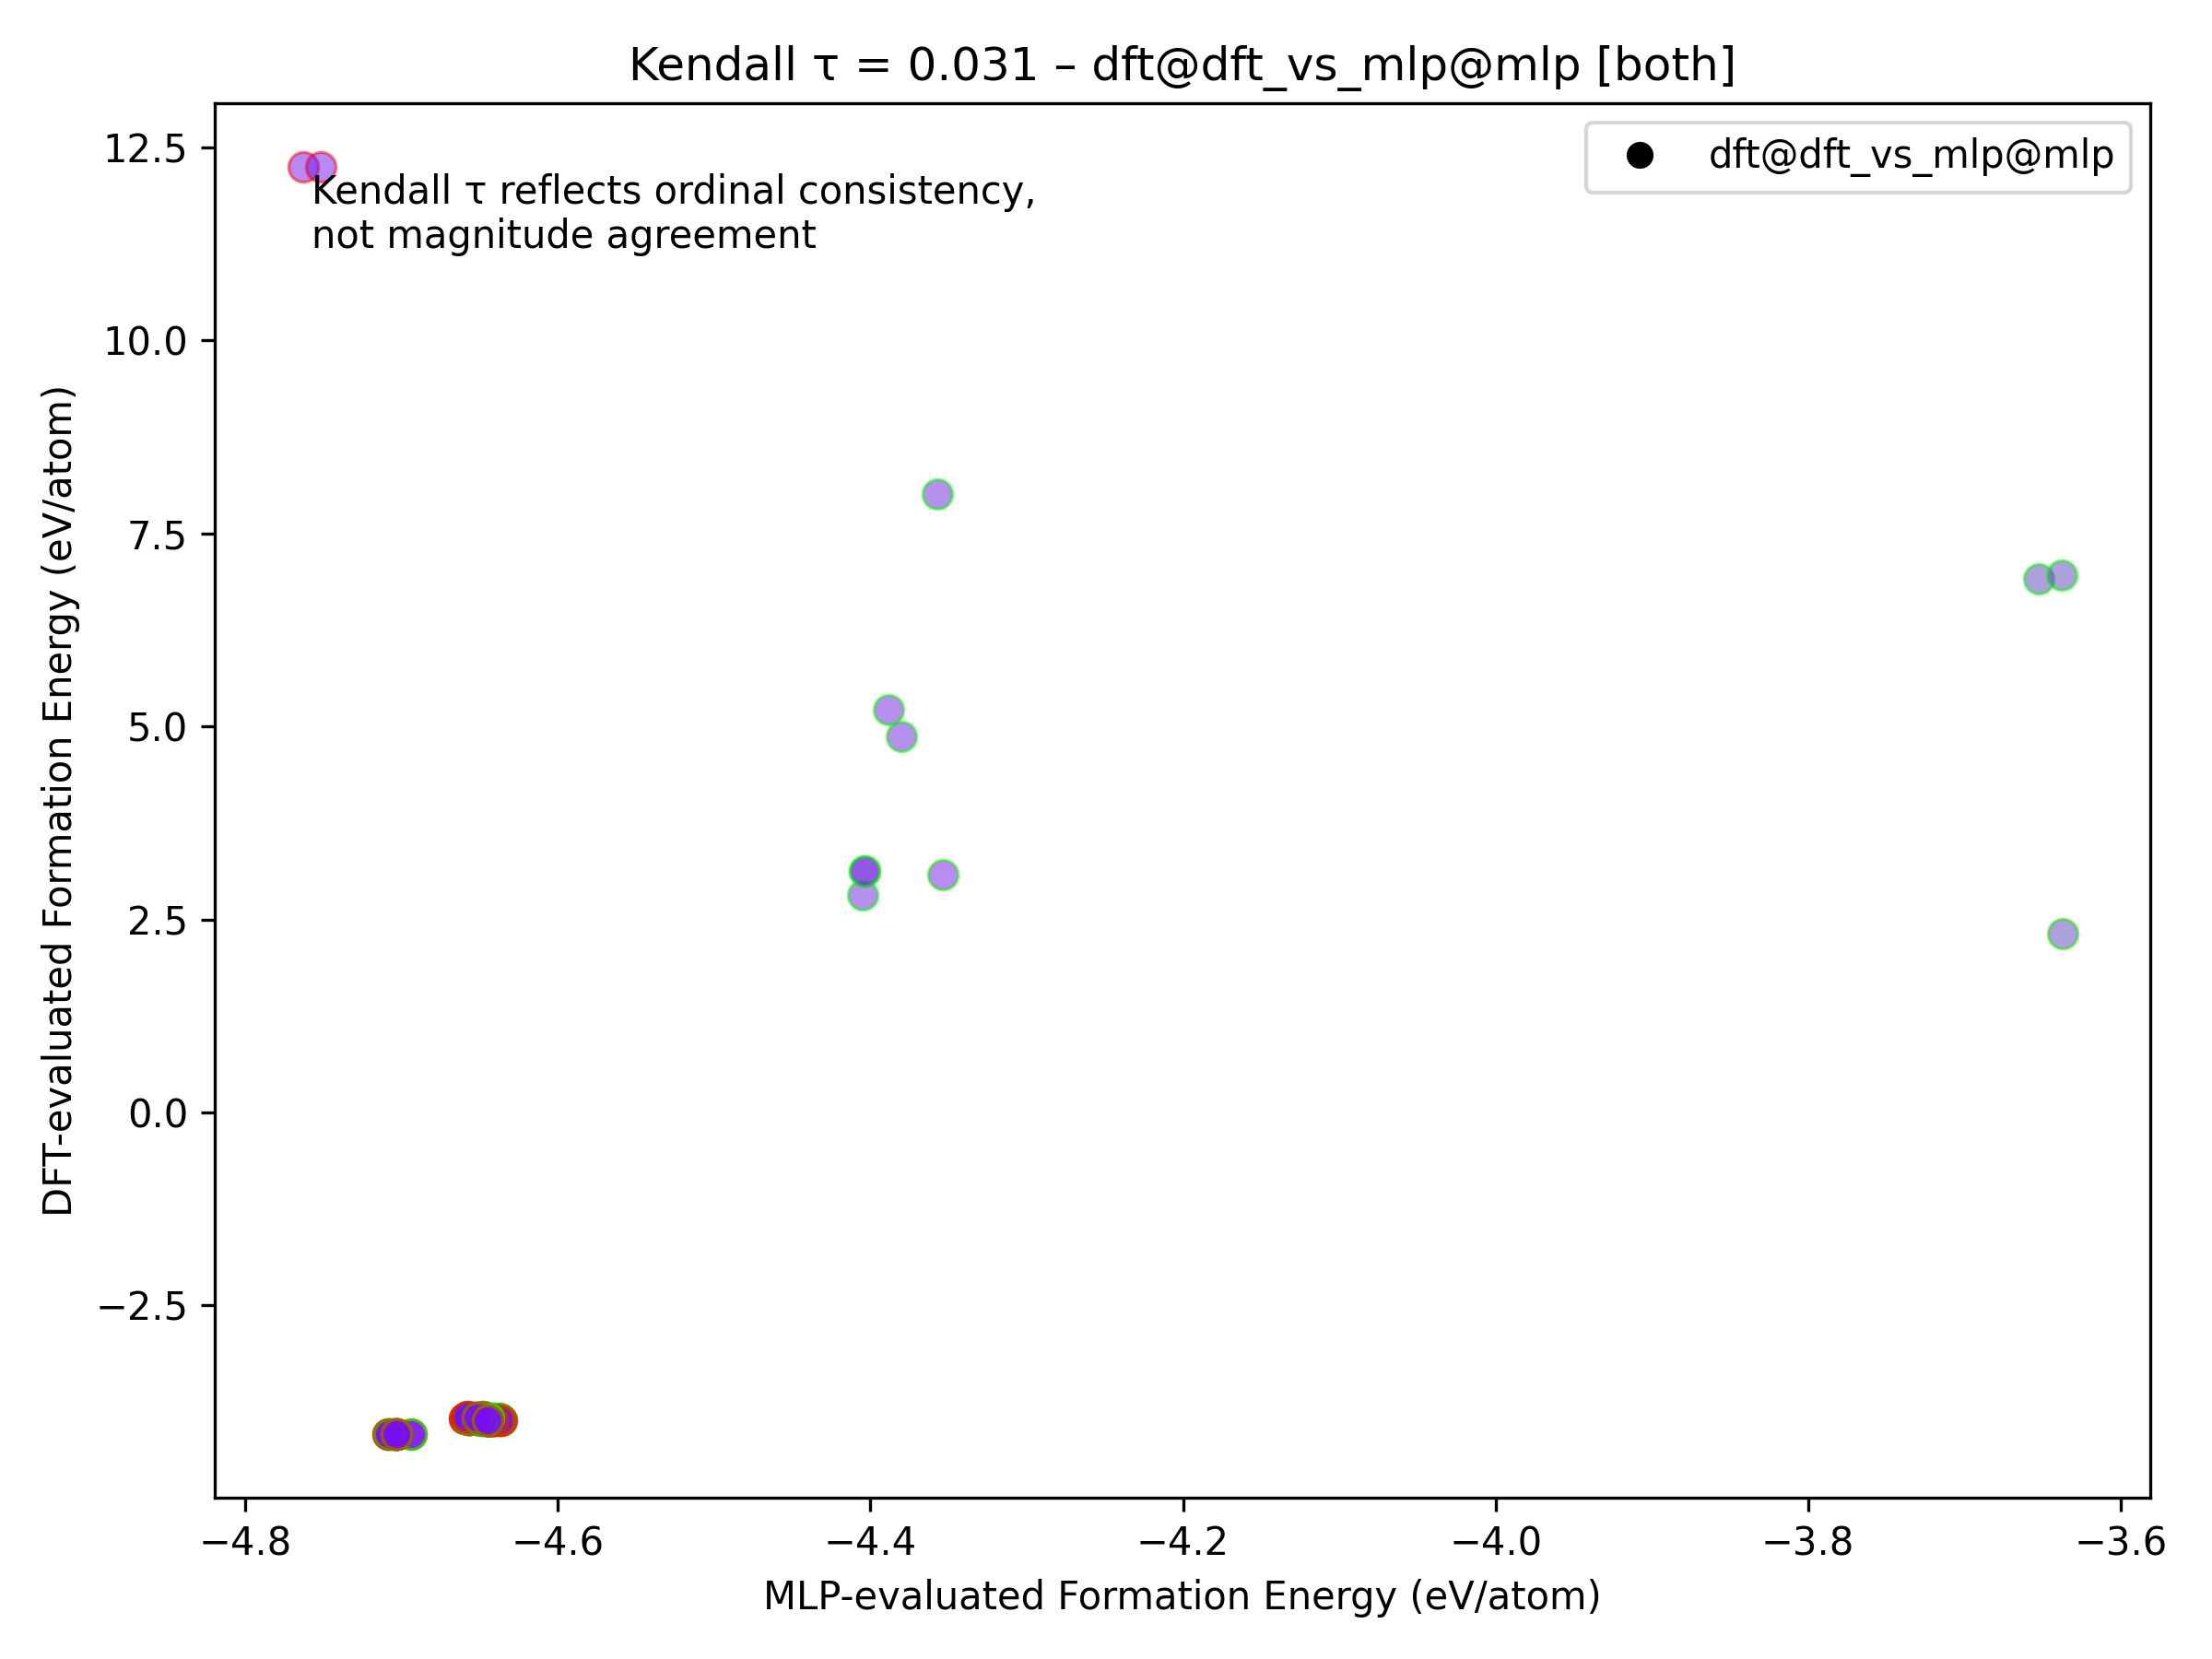 Kendall τ = 0.031 – dft@dft_vs_mlp@mlp [both]
dft@dft_vs_mlp@mlp
Kendall τ reflects ordinal consistency,
not magnitude agreement
DFT-evaluated Formation Energy (eV/atom)
12.5
10.0
7.5
5.0
2.5
0.0
−2.5
−4.8 −4.6 −4.4 −4.2 −4.0 −3.8 −3.6
MLP-evaluated Formation Energy (eV/atom)